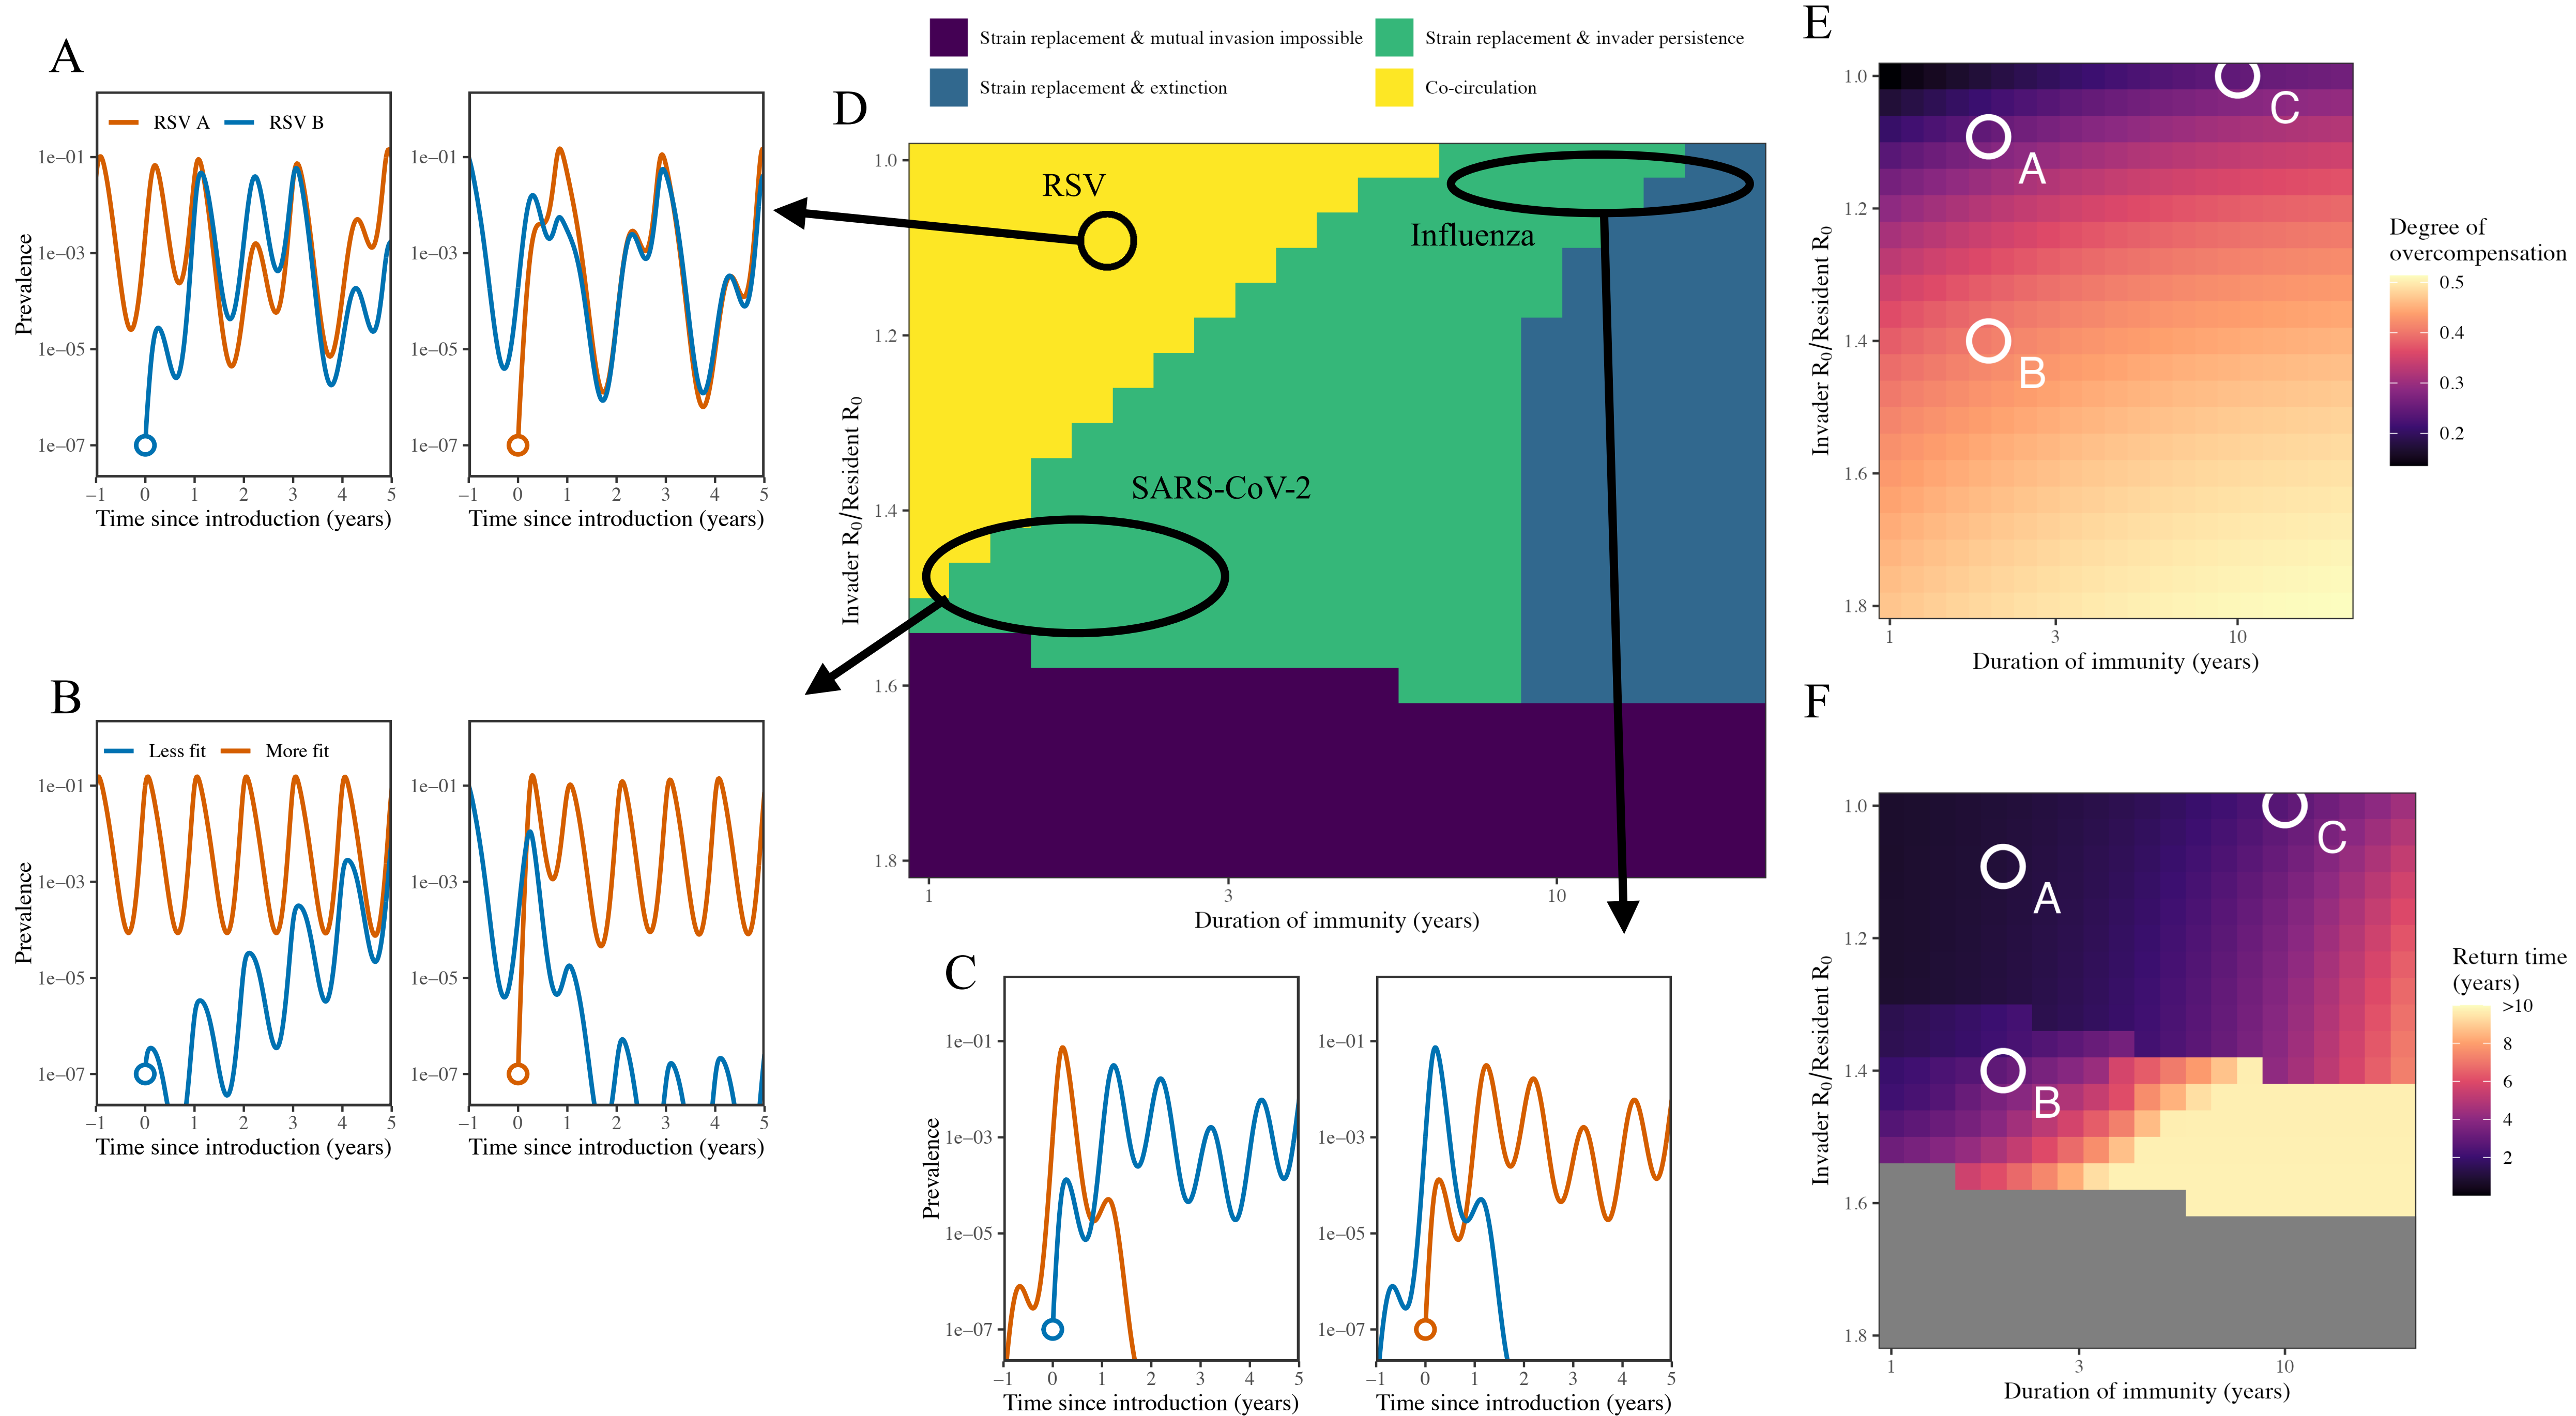 A
RSV A RSV B
Prevalence
1e−01
1e−03
1e−05
1e−07
−1 0 1 2 3 4 5
Time since introduction (years)
1e−01
1e−03
1e−05
1e−07
−1 0 1 2 3 4 5
Time since introduction (years)
B
Less fit More fit
Prevalence
1e−01
1e−03
1e−05
1e−07
−1 0 1 2 3 4 5
Time since introduction (years)
1e−01
1e−03
1e−05
1e−07
−1 0 1 2 3 4 5
Time since introduction (years)
Strain replacement & mutual invasion impossible
Strain replacement & invader persistence
Strain replacement & extinction
Co-circulation
D
RSV
Influenza
SARS-CoV-2
Invader R0/Resident R0
1.0
1.2
1.4
1.6
1.8
1 3 10
Duration of immunity (years)
C
Prevalence
1e−01
1e−03
1e−05
1e−07
−1 0 1 2 3 4 5
Time since introduction (years)
1e−01
1e−03
1e−05
1e−07
−1 0 1 2 3 4 5
Time since introduction (years)
E
Invader R0/Resident R0
1.0
1.2
1.4
1.6
1.8
C
A
B
1 3 10
Duration of immunity (years)
Degree of
overcompensation
0.5
0.4
0.3
0.2
F
Invader R0/Resident R0
1.0
1.2
1.4
1.6
1.8
C
A
B
1 3 10
Duration of immunity (years)
Return time
(years)
>10
8
6
4
2